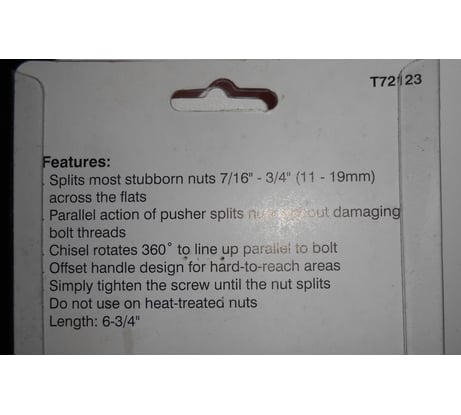 T72123
Features:
. Splits most stubborn nuts 7/16" - 3/4" (11 - 19mm)
across the flats
. Parallel action of pusher splits damaging
bolt threads
. Chisel rotates 360˚ to line up parallel to bolt
. Offset handle design for hard-to-reach areas
Simply tighten the screw until the nut splits
Do not use on heat-treated nuts
Length: 6-3/4"